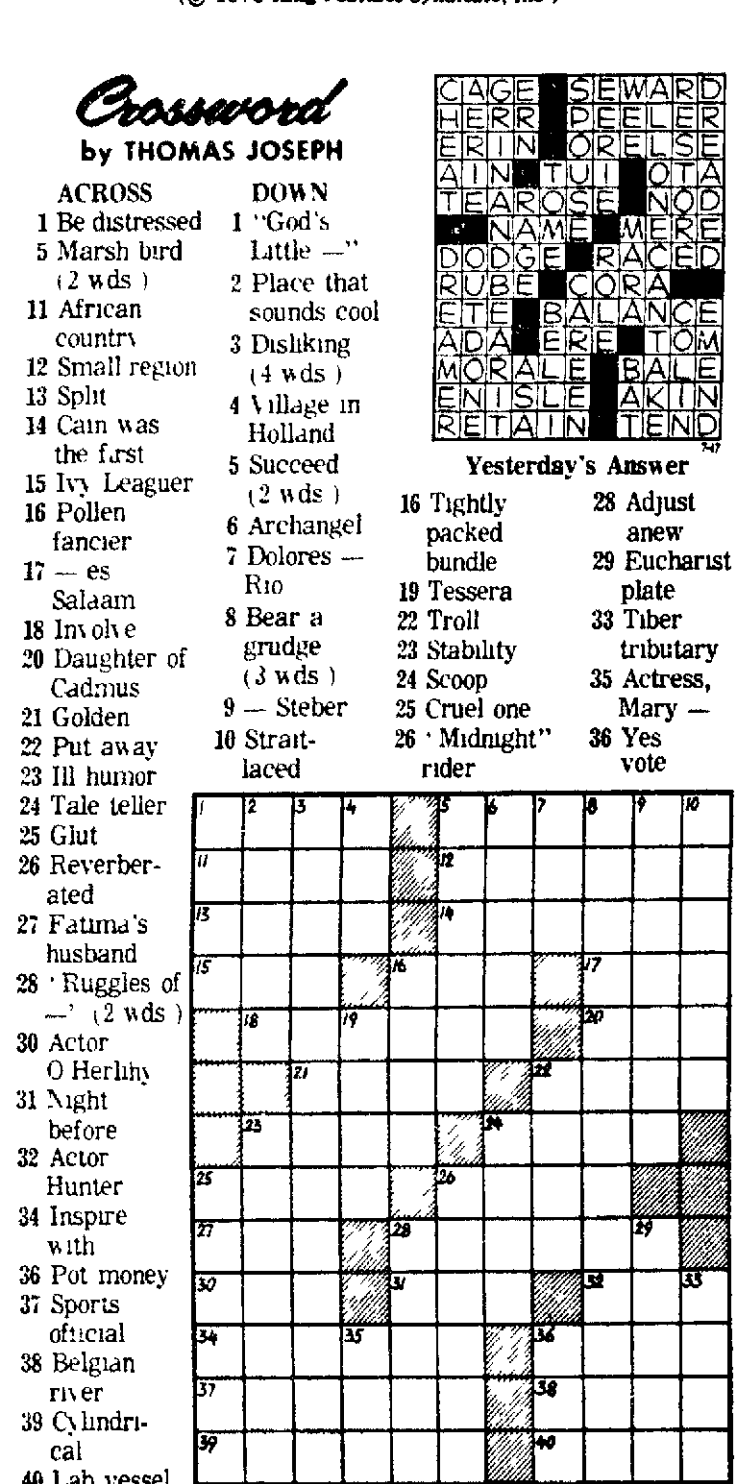 Crossword
by THOMAS JOSEPH
ACROSS
1 Be distressed
5 Marsh bird
(2 wds )
11 African
country
12 Small region
13 Split
14 Cain was
the first
15 Ivy Leaguer
16 Pollen
fancier
17 — es
Salaam
18 Involve
20 Daughter of
Cadmus
21 Golden
22 Put away
23 Ill humor
24 Tale teller
25 Glut
26 Reverber-
ated
27 Fatima's
husband
28 'Ruggles of
—' (2 wds )
30 Actor
O Herlihy
31 Night
before
32 Actor
Hunter
34 Inspire
with
36 Pot money
37 Sports
official
38 Belgian
river
39 Cylindri-
cal
40 Lab vessel
DOWN
1 "God's
Little —"
2 Place that
sounds cool
3 Disliking
(4 wds )
4 Village in
Holland
5 Succeed
(2 wds )
6 Archangel
7 Dolores —
Rio
8 Bear a
grudge
(3 wds )
9 — Steber
10 Strait-
laced
CAGE SEWARD
HERR PEELER
ERIN ORELSE
AIN TUI OTA
TEAROSE NOD
NAME MERE
DODGE RACED
RUBE CORA
ETE BALANCE
ADA ERE TOM
MORALE BALE
ENISLE AKIN
RETAIN TEND
7-17
Yesterday's Answer
16 Tightly
packed
bundle
19 Tessera
22 Troll
23 Stability
24 Scoop
25 Cruel one
26 'Midnight"
rider
28 Adjust
anew
29 Eucharist
plate
33 Tiber
tributary
35 Actress,
Mary —
36 Yes
vote
1 2 3 4 5 6 7 8 9 10
11 12
13 14
15 16 17
18 19 20
21 22
23 24
25 26
27 28 29
30 31 32 33
34 35 36
37 38
39 40